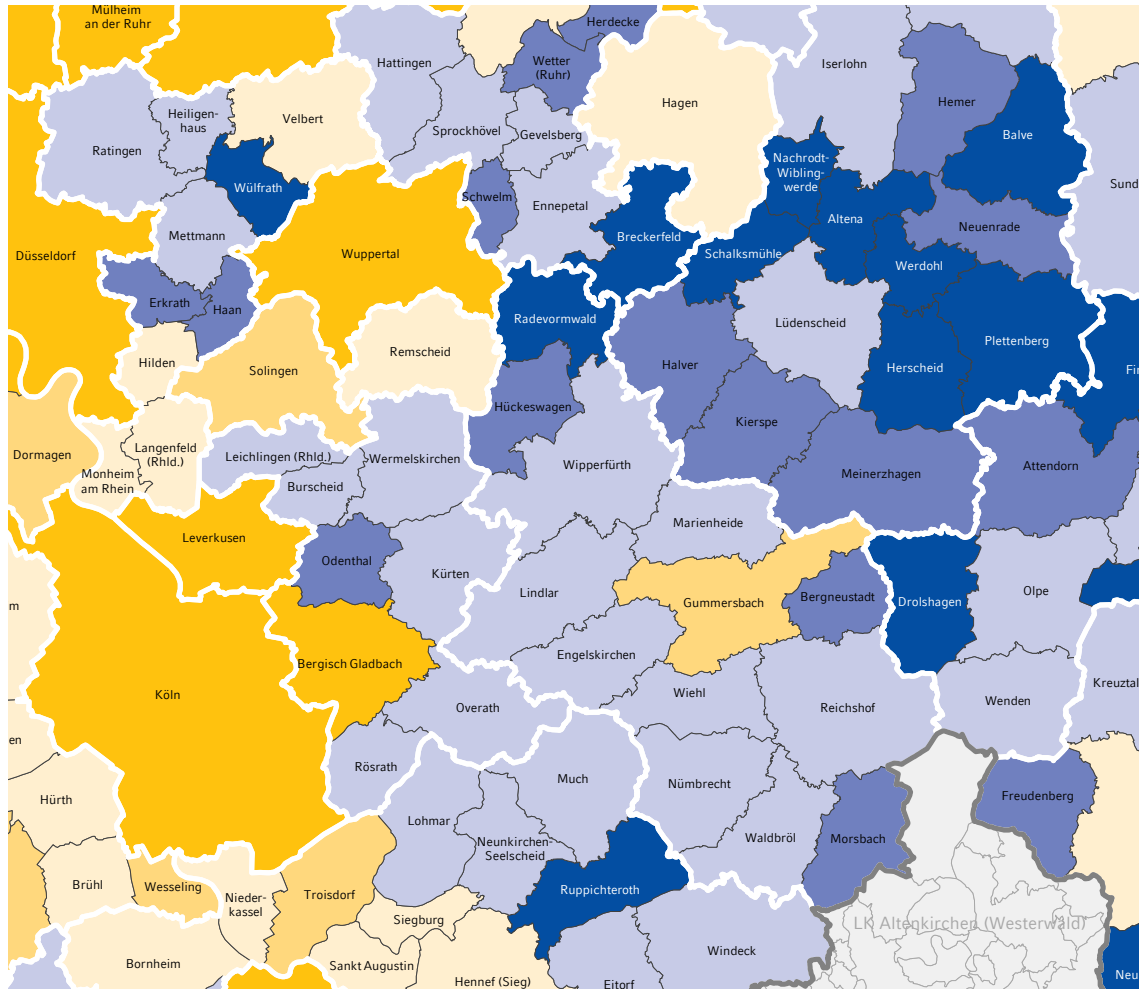 Mülheim
an der Ruhr
Herdecke
Hattingen
Wetter
(Ruhr)
Iserlohn
Hemer
Hagen
Heiligen-
haus
Velbert
Sprockhövel
Gevelsberg
Balve
Ratingen
Nachrodt-
Wibling-
werde
Wülfrath
Schwelm
Ennepetal
Sund
Altena
Mettmann
Breckerfeld
Neuenrade
Düsseldorf
Wuppertal
Schalksmühle
Werdohl
Erkrath
Haan
Radevormwald
Lüdenscheid
Plettenberg
Remscheid
Hilden
Solingen
Halver
Herscheid
Fin
Hückeswagen
Kierspe
Dormagen
Langenfeld
(Rhld.)
Leichlingen (Rhld.)
Wermelskirchen
Wipperfürth
Attendorn
Monheim
am Rhein
Burscheid
Meinerzhagen
Marienheide
Leverkusen
Odenthal
Kürten
Lindlar
Gummersbach
Bergneustadt
Drolshagen
Olpe
m
Engelskirchen
Bergisch Gladbach
Köln
Wiehl
Kreuztal
Overath
Reichshof
Wenden
en
Rösrath
Much
Nümbrecht
Hürth
Freudenberg
Lohmar
Neunkirchen-
Seelscheid
Waldbröl
Morsbach
Brühl
Wesseling
Nieder-
kassel
Troisdorf
Ruppichteroth
Siegburg
LK Altenkirchen (Westerwald)
Windeck
Bornheim
Sankt Augustin
Hennef (Sieg)
Eitorf
Neu